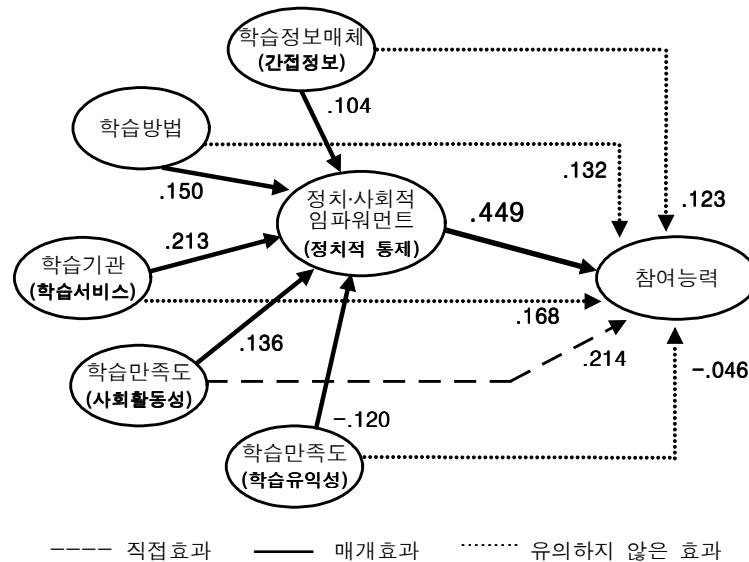 학습정보매체
(간접정보)
.104
학습방법
.150
.132
.123
정치·사회적
임파워먼트
(정치적 통제)
.449
.213
학습기관
(학습서비스)
참여능력
.168
.136
.214
-.046
학습만족도
(사회활동성)
-.120
학습만족도
(학습유익성)
직접효과 매개효과 유의하지 않은 효과